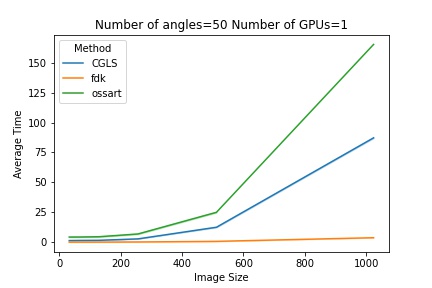 Number of angles=50 Number of GPUs=1
Method
CGLS
fdk
ossart
Average Time
150
125
100
75
50
25
0
0
200
400
600
800
1000
Image Size